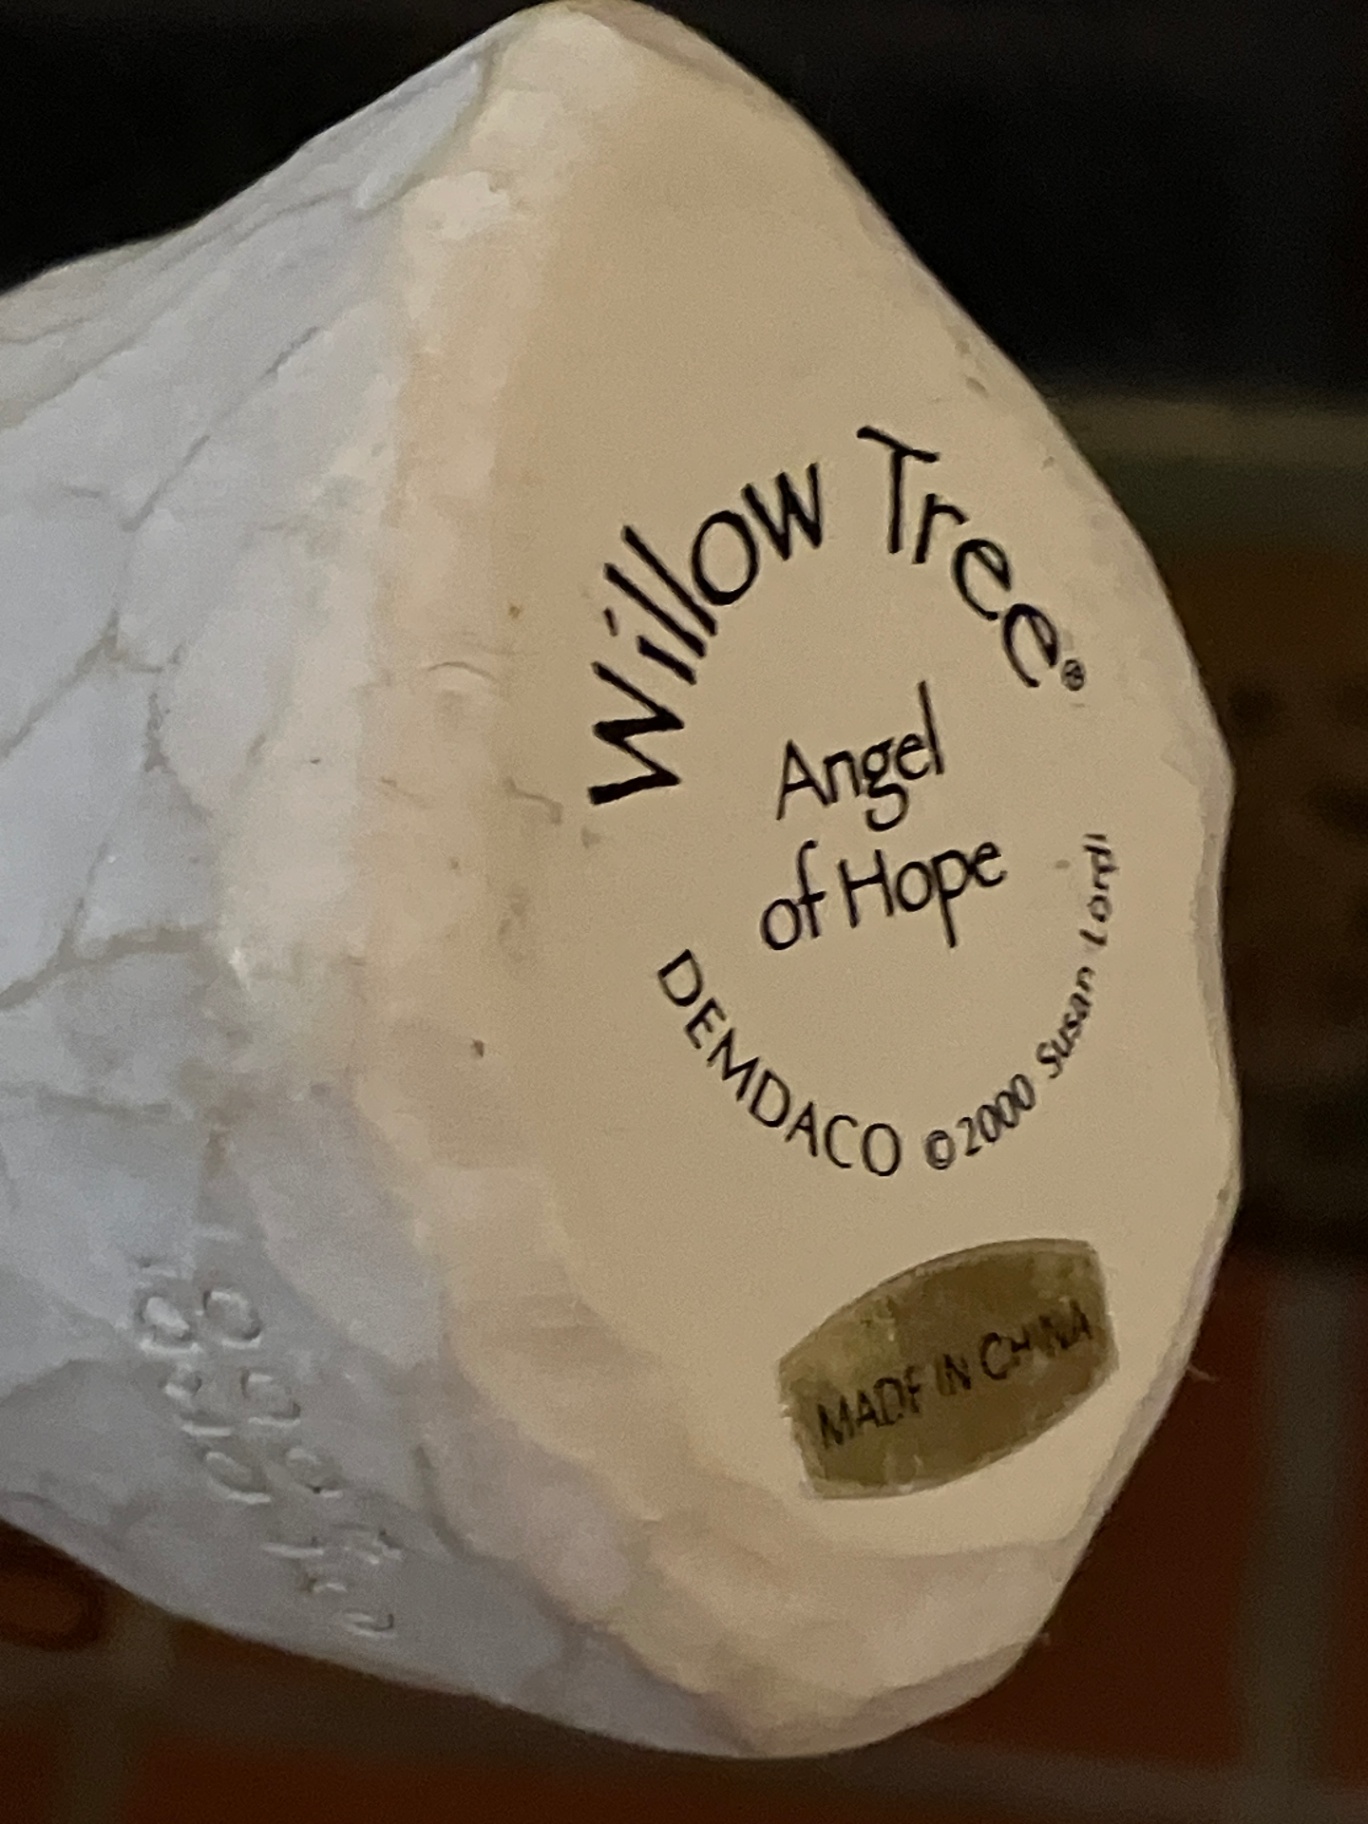 Willow Tree®
Angel
of Hope
DEMDACO ©2000 Susan Lordi
MADE IN CHINA